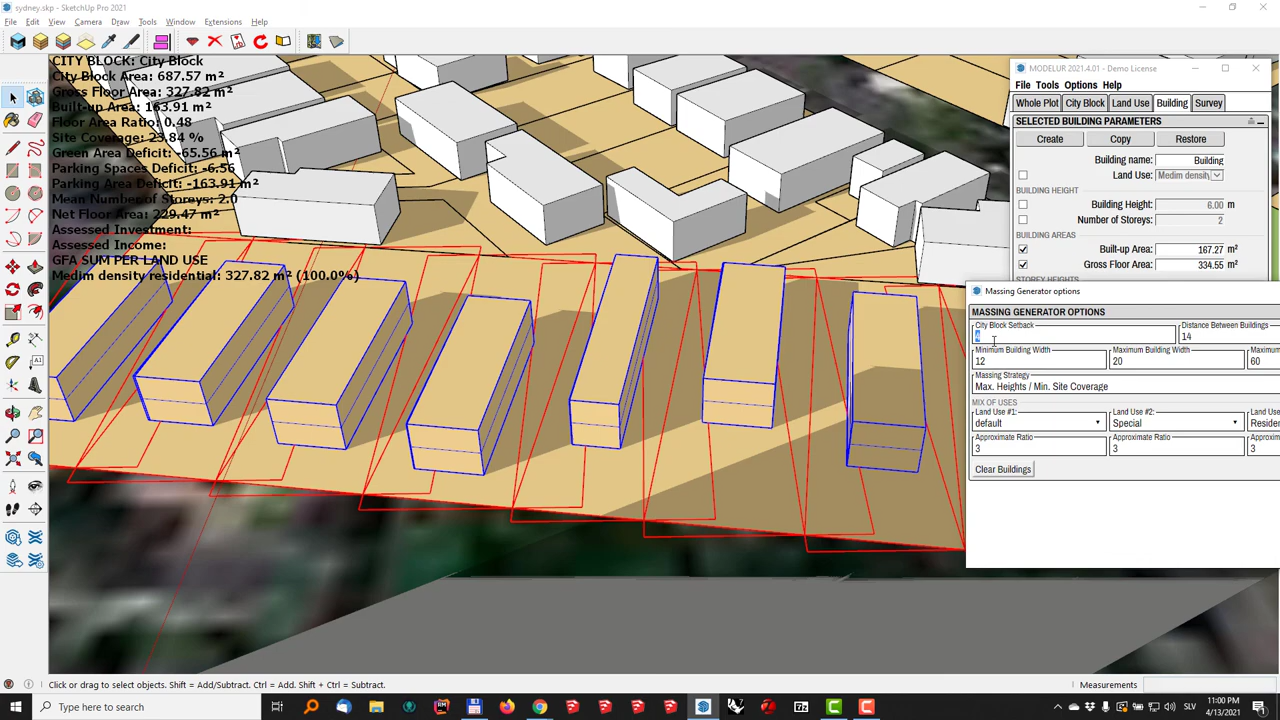 sydney.skp - SketchUp Pro 2021
File Edit View Camera Draw Tools Window Extensions Help
CITY BLOCK: City Block
City Block Area: 687.57 m²
Gross Floor Area: 327.82 m²
Built-up Area: 163.91 m²
Floor Area Ratio: 0.48
Site Coverage: 23.84 %
Green Area Deficit: -65.56 m²
Parking Spaces Deficit: -6.56
Parking Area Deficit: -163.91 m²
Mean Number of Storeys: 2.0
Net Floor Area: 229.47 m²
Assessed Investment:
Assessed Income:
GFA SUM PER LAND USE
Medim density residential: 327.82 m² (100.0%)
MODELUR 2021.4.01 - Demo License
File Tools Options Help
Whole Plot City Block Land Use Building Survey
SELECTED BUILDING PARAMETERS
Create Copy Restore
Building name: Building
Land Use: Medim density
BUILDING HEIGHT
Building Height: 6.00 m
Number of Storeys: 2
BUILDING AREAS
Built-up Area: 167.27 m²
Gross Floor Area: 334.55 m²
STOREY HEIGHTS
Massing Generator options
MASSING GENERATOR OPTIONS
City Block Setback Distance Between Buildings
14
Minimum Building Width Maximum Building Width Maximum
12 20 60
Massing Strategy
Max. Heights / Min. Site Coverage
MIX OF USES
Land Use #1: Land Use #2: Land Use
default Special Resider
Approximate Ratio Approximate Ratio Approxim
3 3 3
Clear Buildings
Click or drag to select objects. Shift = Add/Subtract. Ctrl = Add. Shift + Ctrl = Subtract.
Measurements
Type here to search
SLV
11:00 PM
4/13/2021